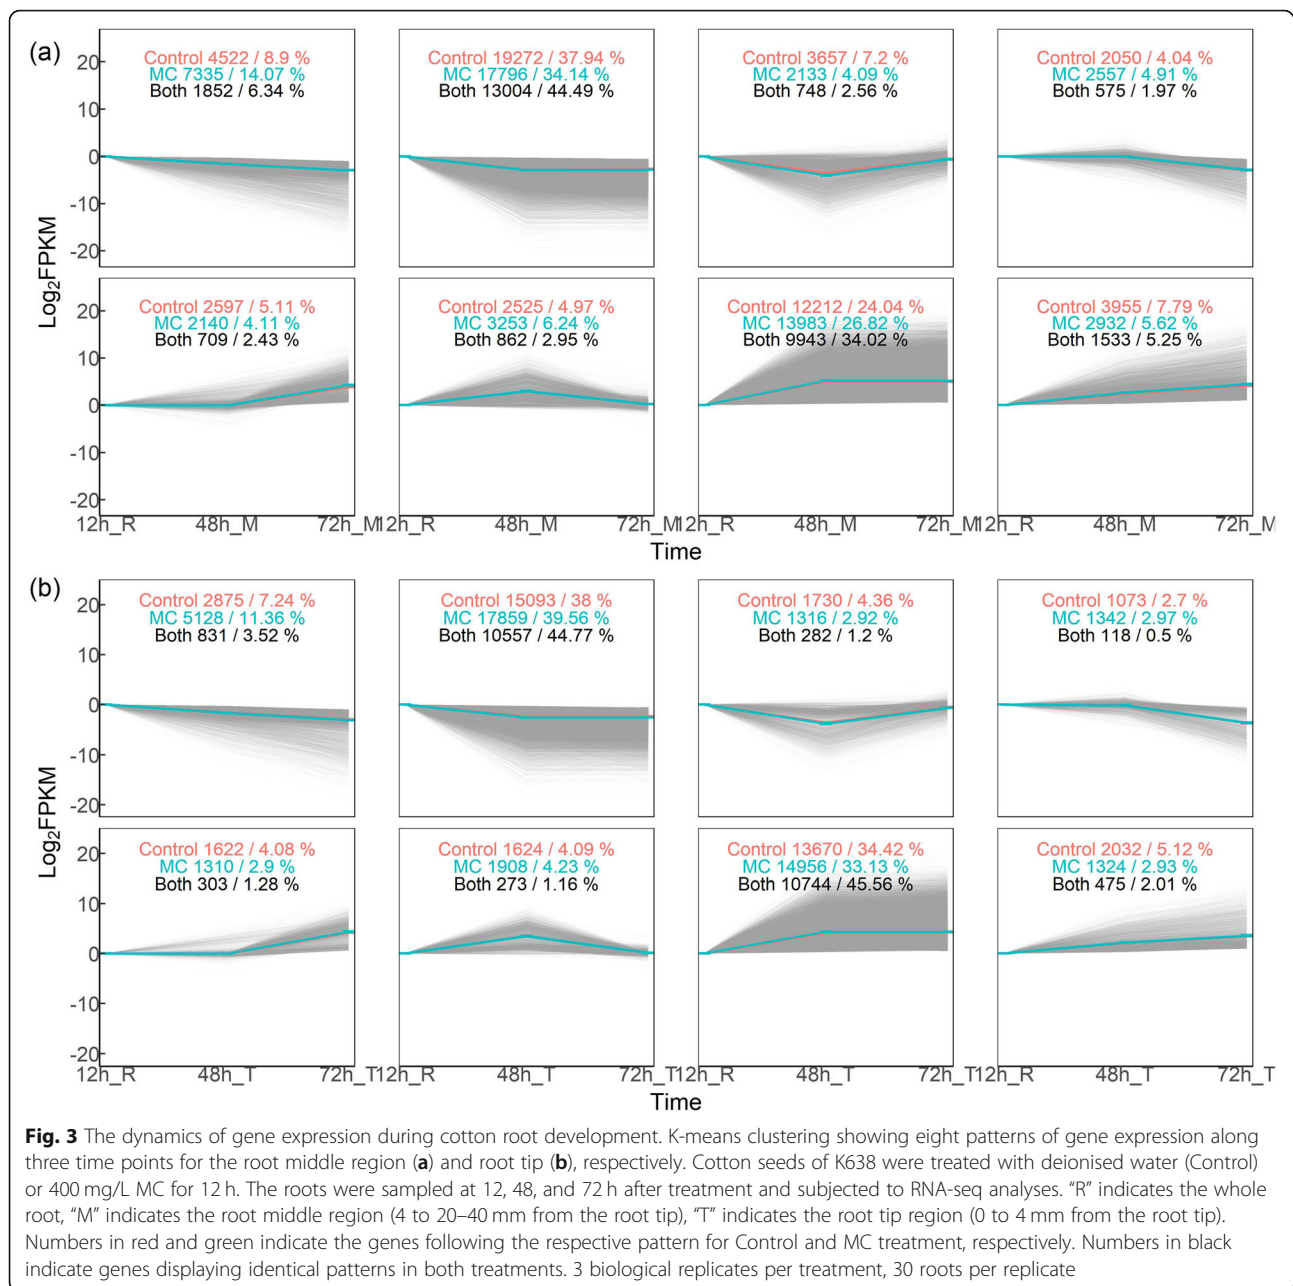 (a)
Control 4522 / 8.9 %
MC 7335 / 14.07 %
Both 1852 / 6.34 %
Control 19272 / 37.94 %
MC 17796 / 34.14 %
Both 13004 / 44.49 %
Control 3657 / 7.2 %
MC 2133 / 4.09 %
Both 748 / 2.56 %
Control 2050 / 4.04 %
MC 2557 / 4.91 %
Both 575 / 1.97 %
20
10
0
-10
-20
Log2FPKM
Control 2597 / 5.11 %
MC 2140 / 4.11 %
Both 709 / 2.43 %
Control 2525 / 4.97 %
MC 3253 / 6.24 %
Both 862 / 2.95 %
Control 12212 / 24.04 %
MC 13983 / 26.82 %
Both 9943 / 34.02 %
Control 3955 / 7.79 %
MC 2932 / 5.62 %
Both 1533 / 5.25 %
20
10
0
-10
-20
12h_R 48h_M 72h_M 12h_R 48h_M 72h_M 12h_R 48h_M 72h_M 12h_R 48h_M 72h_M
Time
(b)
Control 2875 / 7.24 %
MC 5128 / 11.36 %
Both 831 / 3.52 %
Control 15093 / 38 %
MC 17859 / 39.56 %
Both 10557 / 44.77 %
Control 1730 / 4.36 %
MC 1316 / 2.92 %
Both 282 / 1.2 %
Control 1073 / 2.7 %
MC 1342 / 2.97 %
Both 118 / 0.5 %
20
10
0
-10
-20
Log2FPKM
Control 1622 / 4.08 %
MC 1310 / 2.9 %
Both 303 / 1.28 %
Control 1624 / 4.09 %
MC 1908 / 4.23 %
Both 273 / 1.16 %
Control 13670 / 34.42 %
MC 14956 / 33.13 %
Both 10744 / 45.56 %
Control 2032 / 5.12 %
MC 1324 / 2.93 %
Both 475 / 2.01 %
20
10
0
-10
-20
12h_R 48h_T 72h_T 12h_R 48h_T 72h_T 12h_R 48h_T 72h_T 12h_R 48h_T 72h_T
Time
Fig. 3 The dynamics of gene expression during cotton root development. K-means clustering showing eight patterns of gene expression along
three time points for the root middle region (a) and root tip (b), respectively. Cotton seeds of K638 were treated with deionised water (Control)
or 400 mg/L MC for 12 h. The roots were sampled at 12, 48, and 72 h after treatment and subjected to RNA-seq analyses. “R” indicates the whole
root, “M” indicates the root middle region (4 to 20–40 mm from the root tip), “T” indicates the root tip region (0 to 4 mm from the root tip).
Numbers in red and green indicate the genes following the respective pattern for Control and MC treatment, respectively. Numbers in black
indicate genes displaying identical patterns in both treatments. 3 biological replicates per treatment, 30 roots per replicate